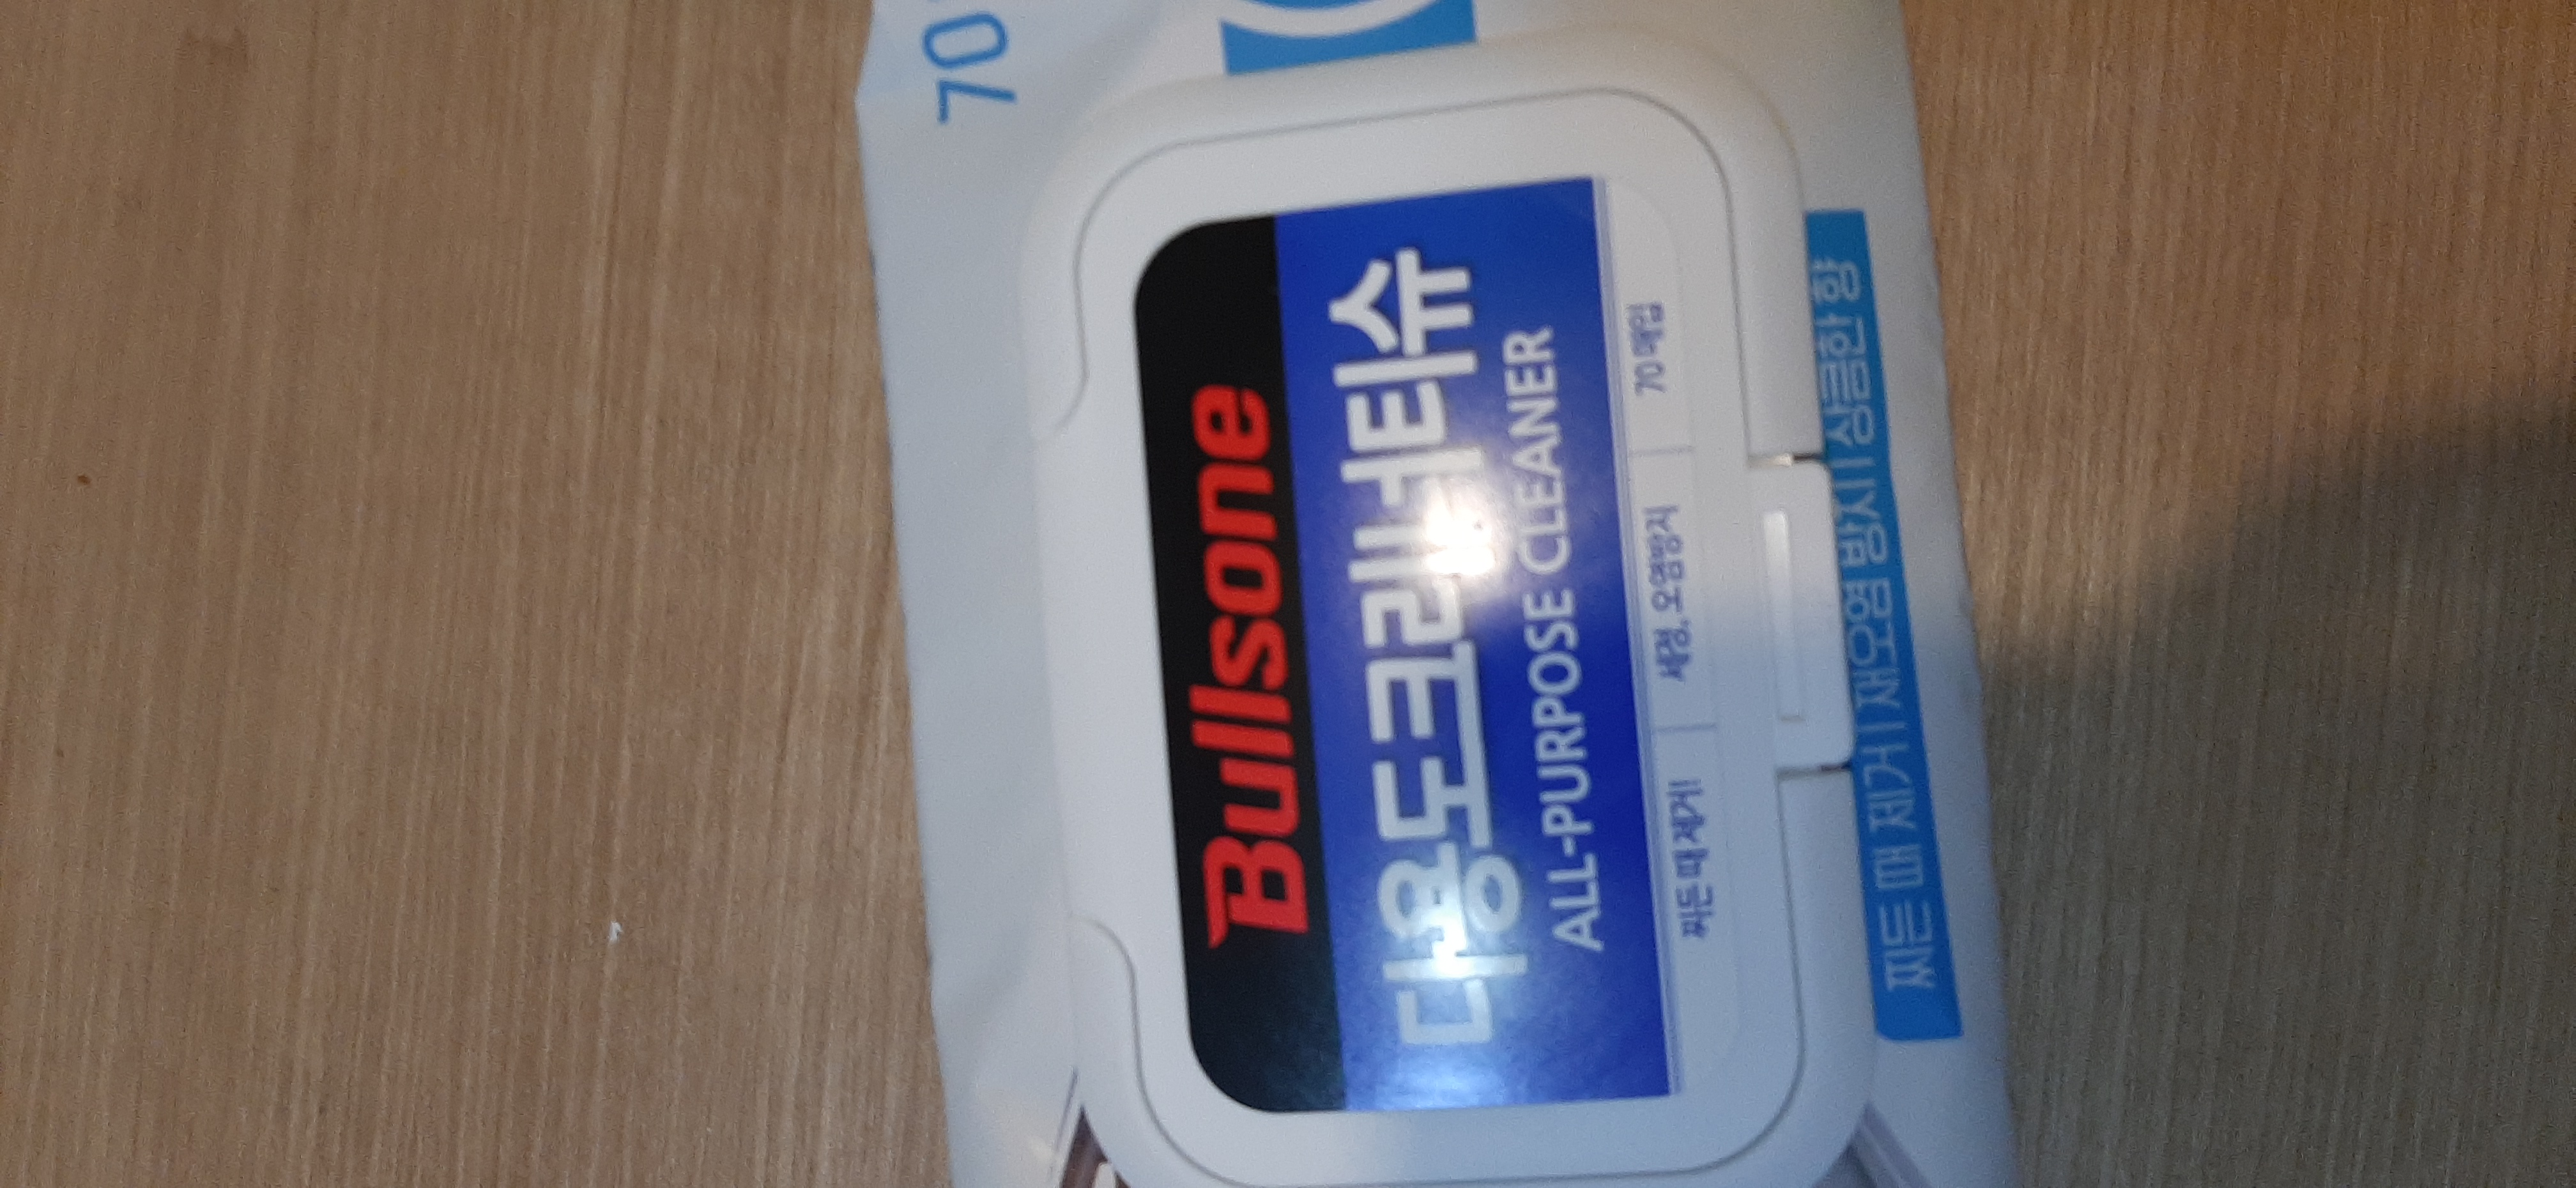 70
Bullsone
다용도크리너티슈
ALL-PURPOSE CLEANER
찌든 때 제거! 세정, 오염방지 70매입
찌든 때 제거 | 재오염 방지 | 상큼한 향